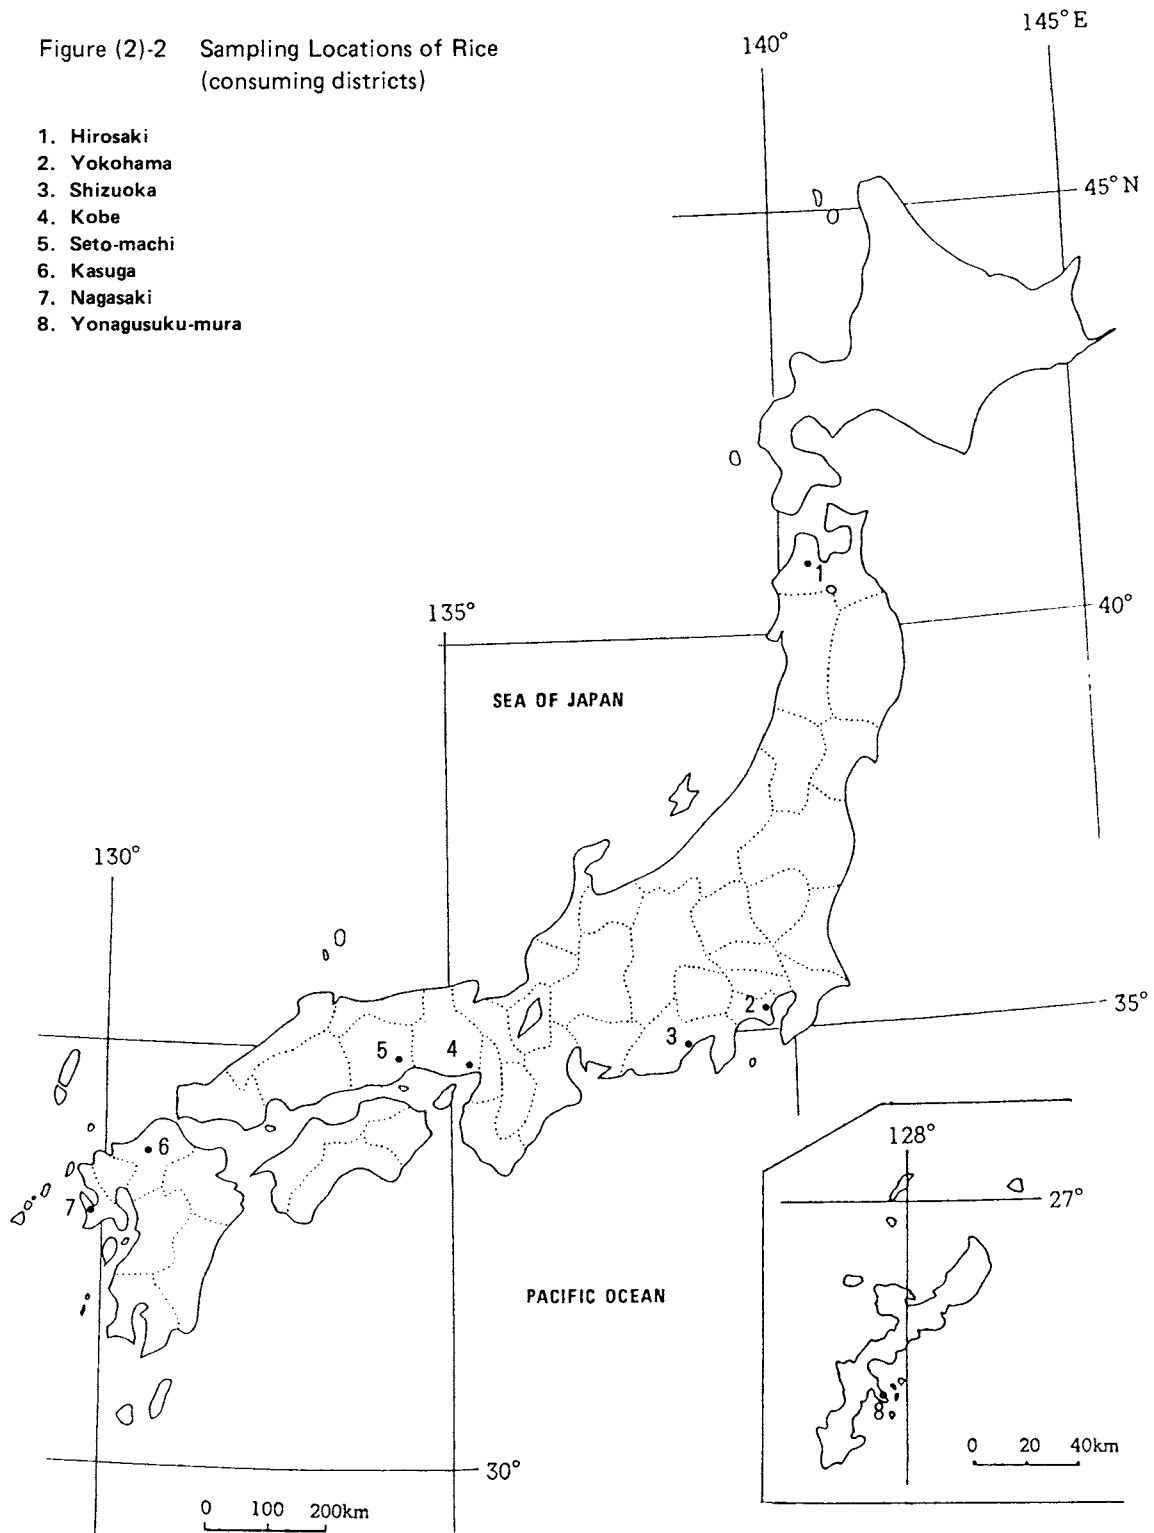 Figure (2)-2 Sampling Locations of Rice
(consuming districts)
1. Hirosaki
2. Yokohama
3. Shizuoka
4. Kobe
5. Seto-machi
6. Kasuga
7. Nagasaki
8. Yonagusuku-mura
145° E
140°
45° N
1
40°
135°
SEA OF JAPAN
130°
35°
2
3
5
4
6
7
128°
27°
PACIFIC OCEAN
8
0 20 40km
30°
0 100 200km